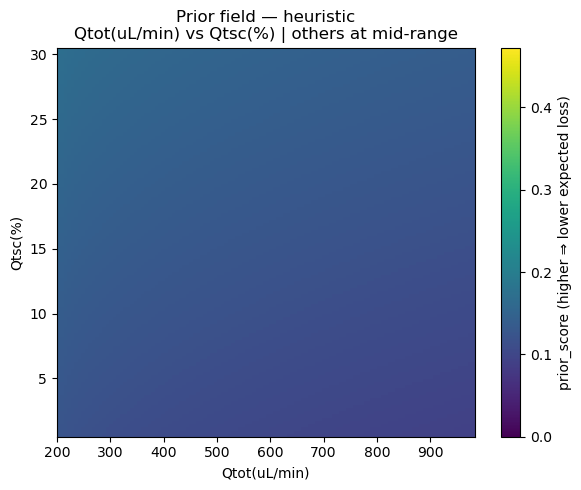 Prior field — heuristic
Qtot(uL/min) vs Qtsc(%) | others at mid-range
30
25
20
15
10
5
Qtsc(%)
200 300 400 500 600 700 800 900
Qtot(uL/min)
0.4
0.3
0.2
0.1
0.0
prior_score (higher ⇒ lower expected loss)